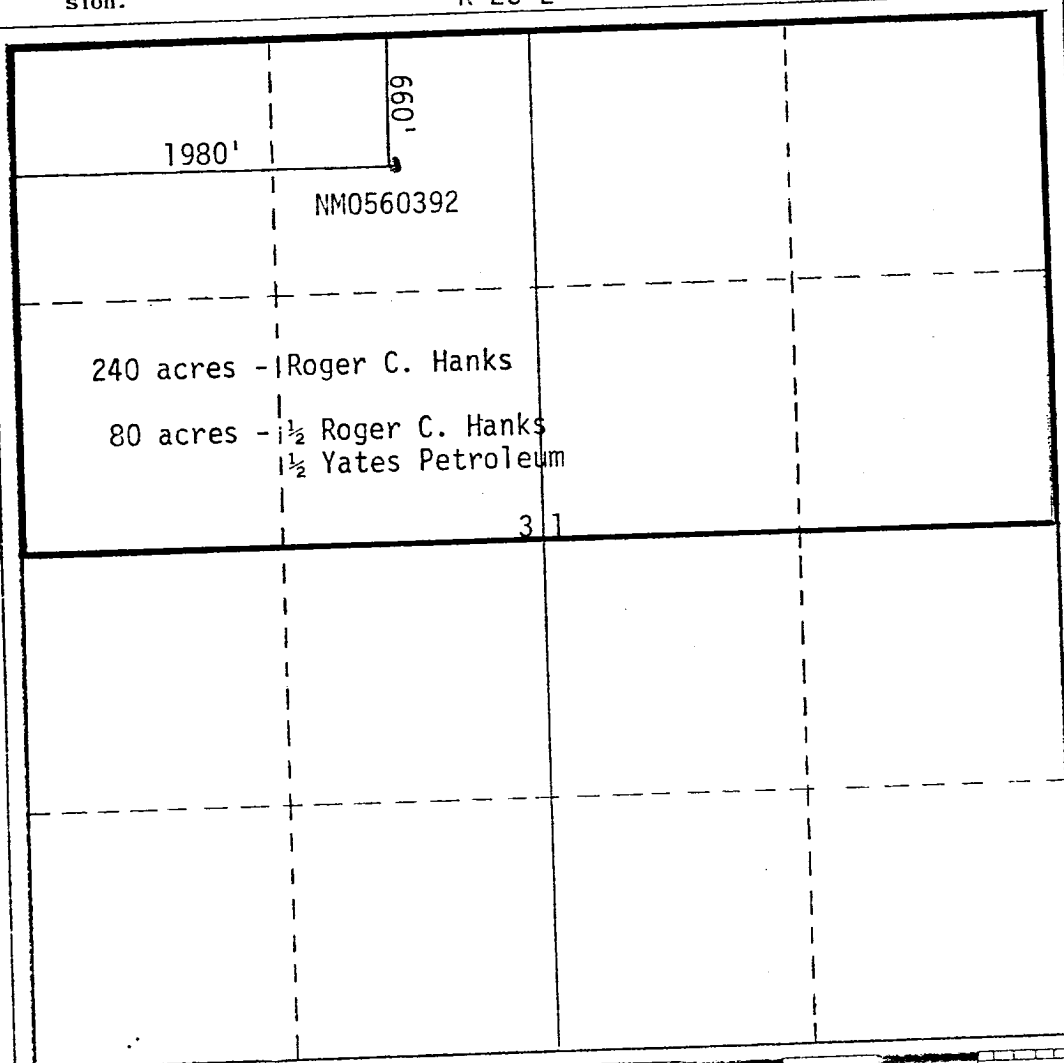 sion.
660'
1980'
NM0560392
240 acres - Roger C. Hanks
80 acres - ½ Roger C. Hanks
½ Yates Petroleum
31